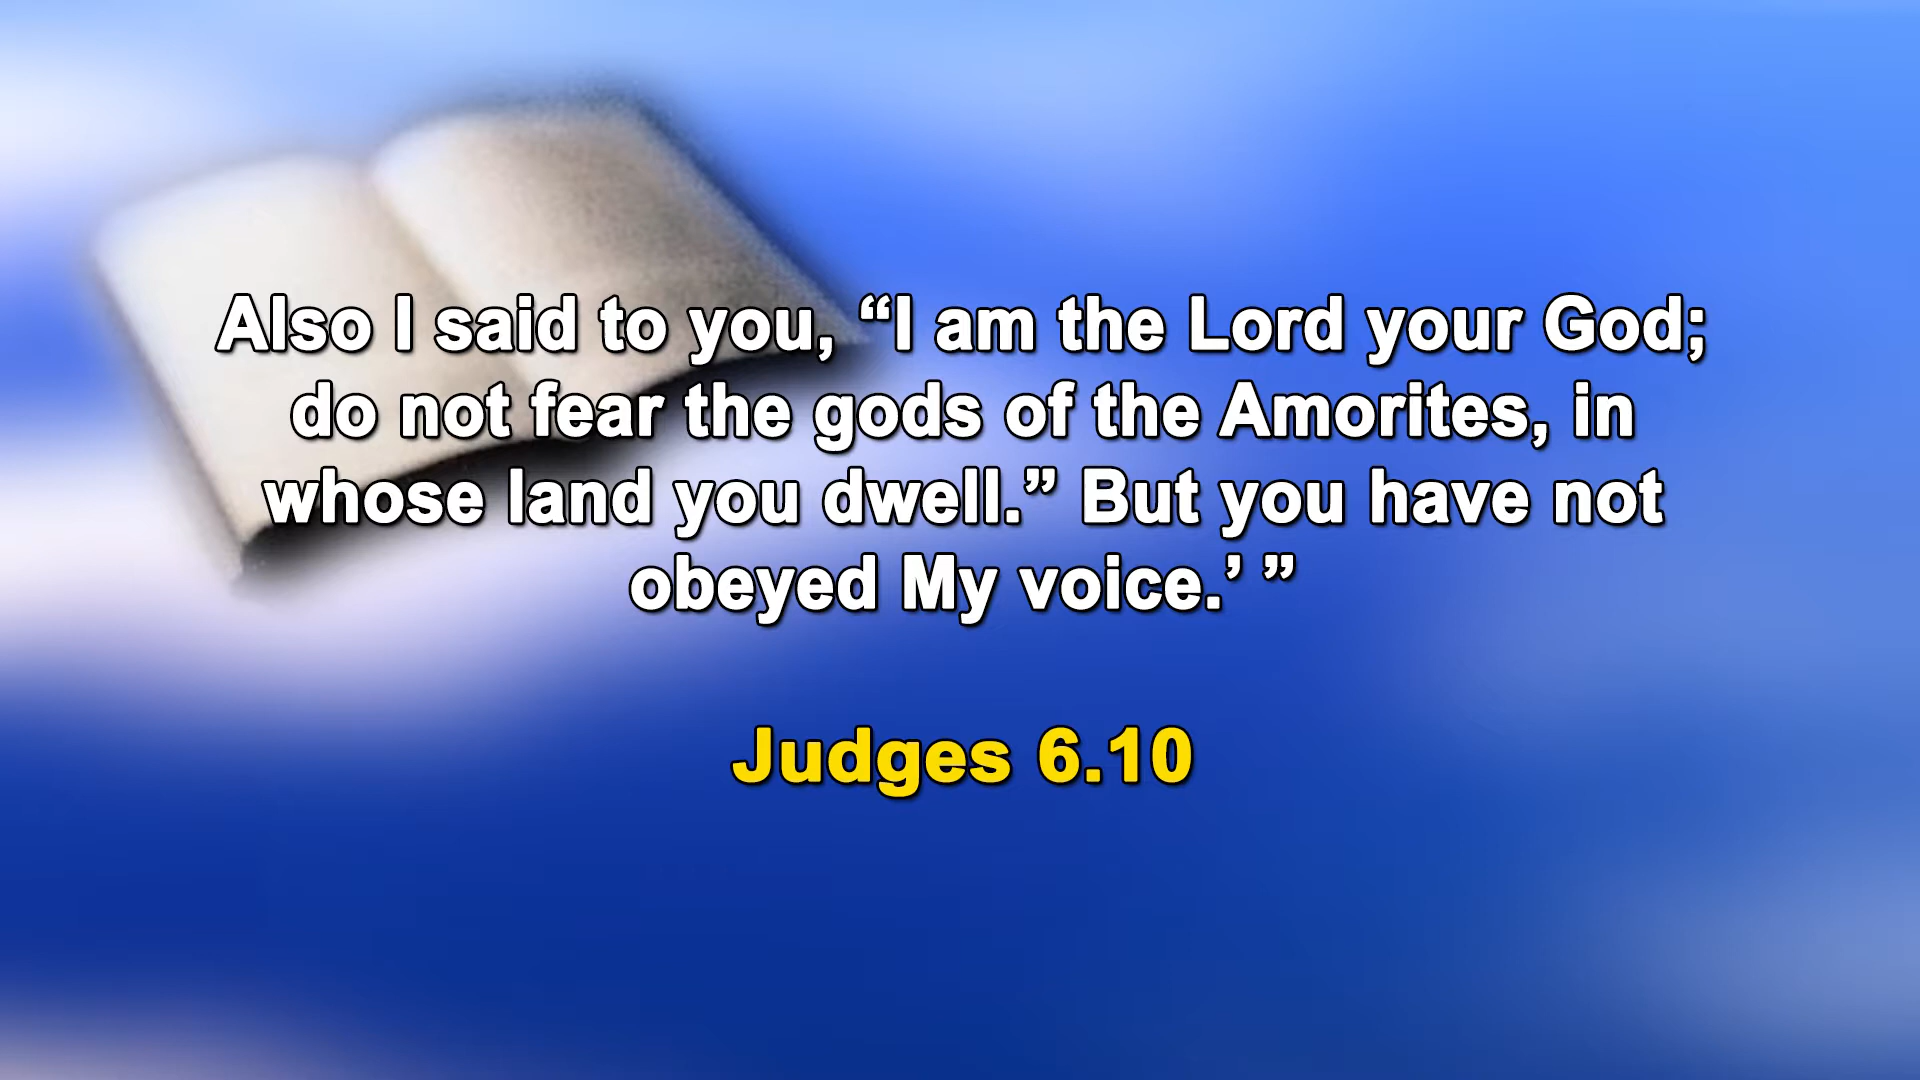 Also I said to you, “I am the Lord your God;
do not fear the gods of the Amorites, in
whose land you dwell.” But you have not
obeyed My voice.’ ”
Judges 6.10